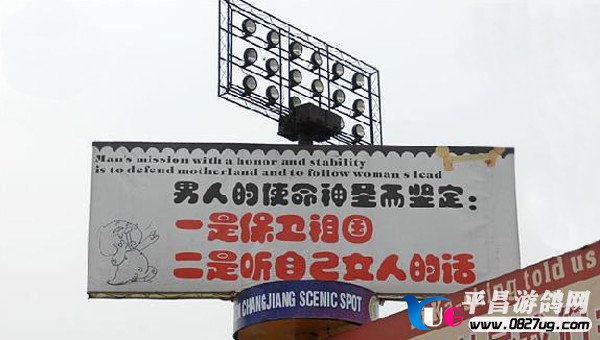 Man's mission with a honor and stability
is to defend motherland and to follow woman's lead
男人的使命神圣而坚定：
一是保卫祖国
二是听自己女人的话
CHANGJIANG SCENIC SPOT
told us
平昌游鸽网
www.0827ug.com